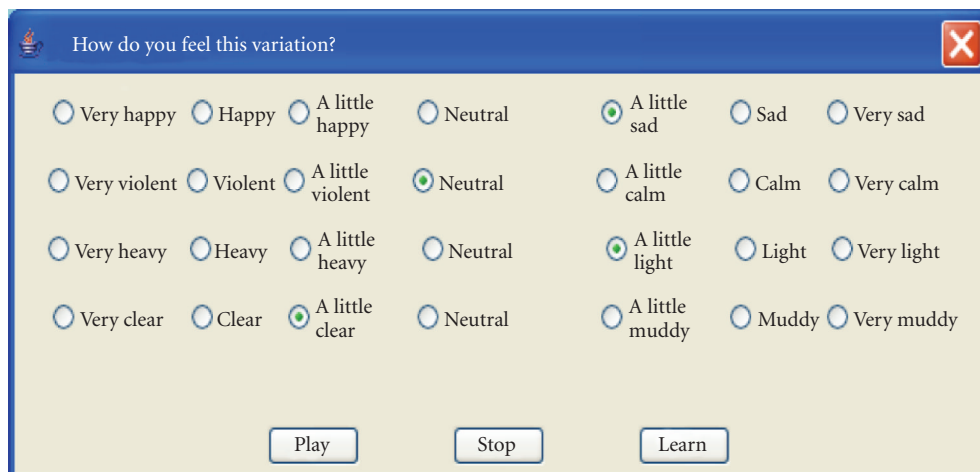 How do you feel this variation?
Very happy Happy A little happy Neutral A little sad Sad Very sad
Very violent Violent A little violent Neutral A little calm Calm Very calm
Very heavy Heavy A little heavy Neutral A little light Light Very light
Very clear Clear A little clear Neutral A little muddy Muddy Very muddy
Play Stop Learn